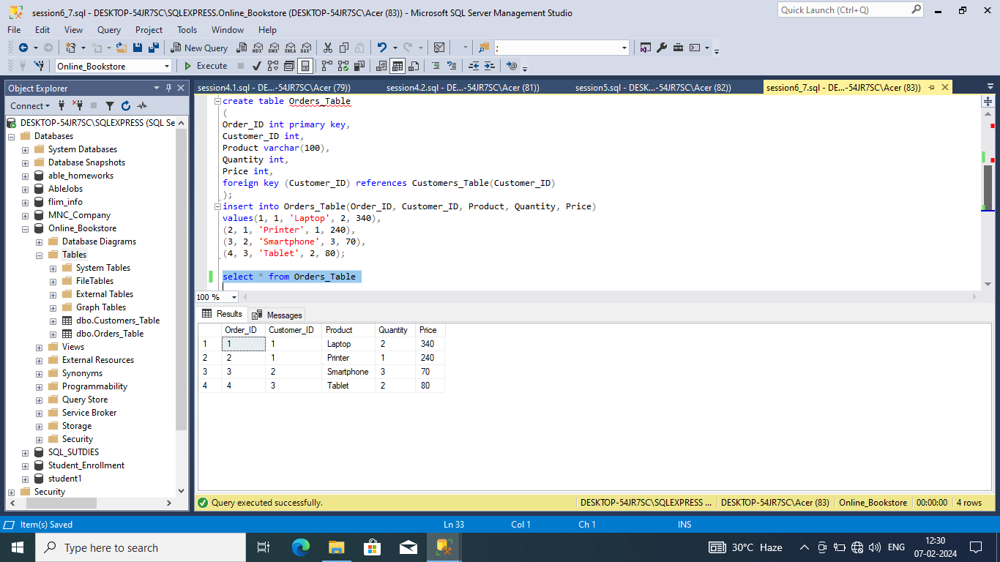 session6_7.sql - DESKTOP-54JR7SC\SQLEXPRESS.Online_Bookstore (DESKTOP-54JR7SC\Acer (83)) - Microsoft SQL Server Management Studio
Quick Launch (Ctrl+Q)
File Edit View Query Project Tools Window Help
New Query
MDX DMX XMLA DAX
;
Online_Bookstore
Execute
Object Explorer
session4.1.sql - DE...-54JR7SC\Acer (79))
session4.2.sql - DE...-54JR7SC\Acer (81))
session5.sql - DESK...-54JR7SC\Acer (82))
session6_7.sql - DE...-54JR7SC\Acer (83))
Connect
DESKTOP-54JR7SC\SQLEXPRESS (SQL Se
Databases
System Databases
Database Snapshots
able_homeworks
AbleJobs
flim_info
MNC_Company
Online_Bookstore
Database Diagrams
Tables
System Tables
FileTables
External Tables
Graph Tables
dbo.Customers_Table
dbo.Orders_Table
Views
External Resources
Synonyms
Programmability
Query Store
Service Broker
Storage
Security
SQL_SUTDIES
Student_Enrollment
student1
Security
create table Orders_Table
(
Order_ID int primary key,
Customer_ID int,
Product varchar(100),
Quantity int,
Price int,
foreign key (Customer_ID) references Customers_Table(Customer_ID)
);
insert into Orders_Table(Order_ID, Customer_ID, Product, Quantity, Price)
values(1, 1, 'Laptop', 2, 340),
(2, 1, 'Printer', 1, 240),
(3, 2, 'Smartphone', 3, 70),
(4, 3, 'Tablet', 2, 80);
select * from Orders_Table
100 %
Results Messages
Order_ID Customer_ID Product Quantity Price
1 1 1 Laptop 2 340
2 2 1 Printer 1 240
3 3 2 Smartphone 3 70
4 4 3 Tablet 2 80
Query executed successfully.
DESKTOP-54JR7SC\SQLEXPRESS ... DESKTOP-54JR7SC\Acer (83) Online_Bookstore 00:00:00 4 rows
Item(s) Saved
Ln 33 Col 1 Ch 1 INS
Type here to search
30°C Haze
ENG
12:30
07-02-2024